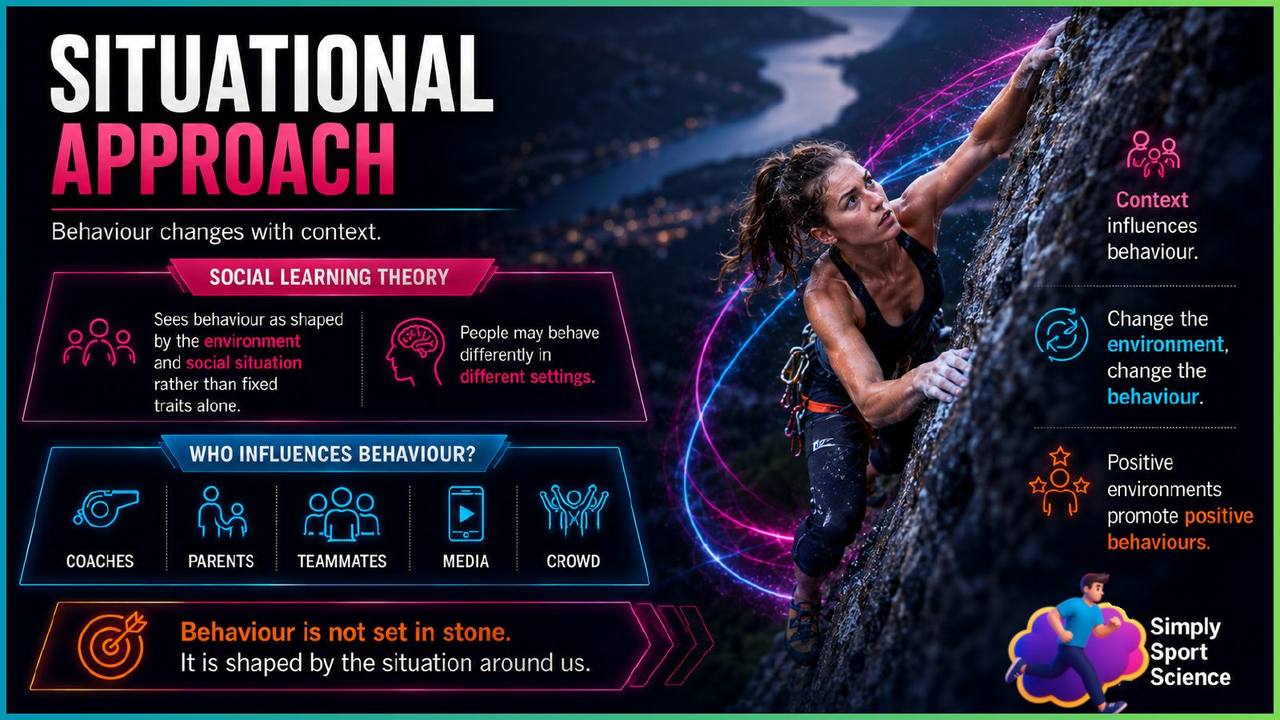 SITUATIONAL
APPROACH
Behaviour changes with context.
SOCIAL LEARNING THEORY
Sees behaviour as shaped
by the environment
and social situation
rather than fixed
traits alone.
People may behave
differently in
different settings.
WHO INFLUENCES BEHAVIOUR?
COACHES
PARENTS
TEAMMATES
MEDIA
CROWD
Behaviour is not set in stone.
It is shaped by the situation around us.
Context
influences
behaviour.
Change the
environment,
change the
behaviour.
Positive
environments
promote positive
behaviours.
Simply
Sport
Science